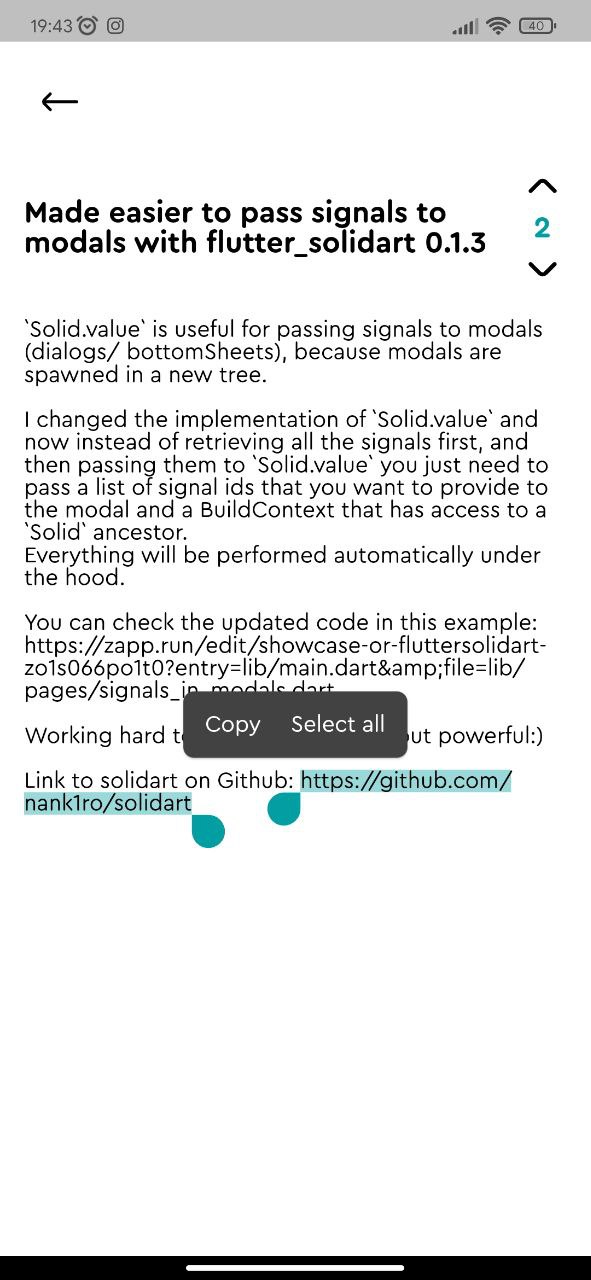 19:43
40
Made easier to pass signals to
modals with flutter_solidart 0.1.3
2
`Solid.value` is useful for passing signals to modals
(dialogs/ bottomSheets), because modals are
spawned in a new tree.
I changed the implementation of `Solid.value` and
now instead of retrieving all the signals first, and
then passing them to `Solid.value` you just need to
pass a list of signal ids that you want to provide to
the modal and a BuildContext that has access to a
`Solid` ancestor.
Everything will be performed automatically under
the hood.
You can check the updated code in this example:
https://zapp.run/edit/showcase-or-fluttersolidart-
zo1s066po1t0?entry=lib/main.dart&amp;file=lib/
pages/signals_in_modals.dart
Copy Select all
Working hard ut powerful:)
Link to solidart on Github: https://github.com/
nank1ro/solidart